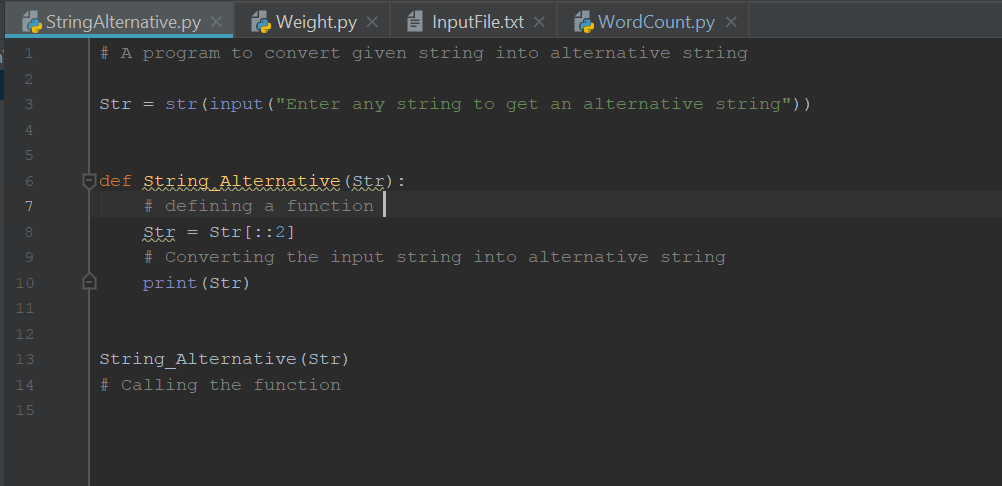 StringAlternative.py Weight.py InputFile.txt WordCount.py
1 # A program to convert given string into alternative string
2
3 Str = str(input("Enter any string to get an alternative string"))
4
5
6 def String_Alternative(Str):
7 # defining a function
8 Str = Str[::2]
9 # Converting the input string into alternative string
10 print(Str)
11
12
13 String_Alternative(Str)
14 # Calling the function
15